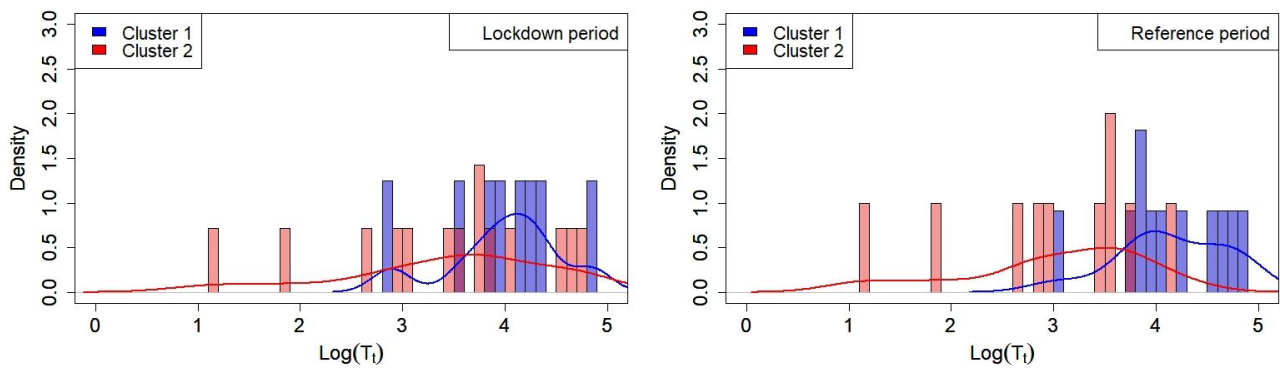 Cluster 1
Cluster 2
Lockdown period
Density
0.0 0.5 1.0 1.5 2.0 2.5 3.0
0 1 2 3 4 5
Log(Tt)
Cluster 1
Cluster 2
Reference period
Density
0.0 0.5 1.0 1.5 2.0 2.5 3.0
0 1 2 3 4 5
Log(Tt)